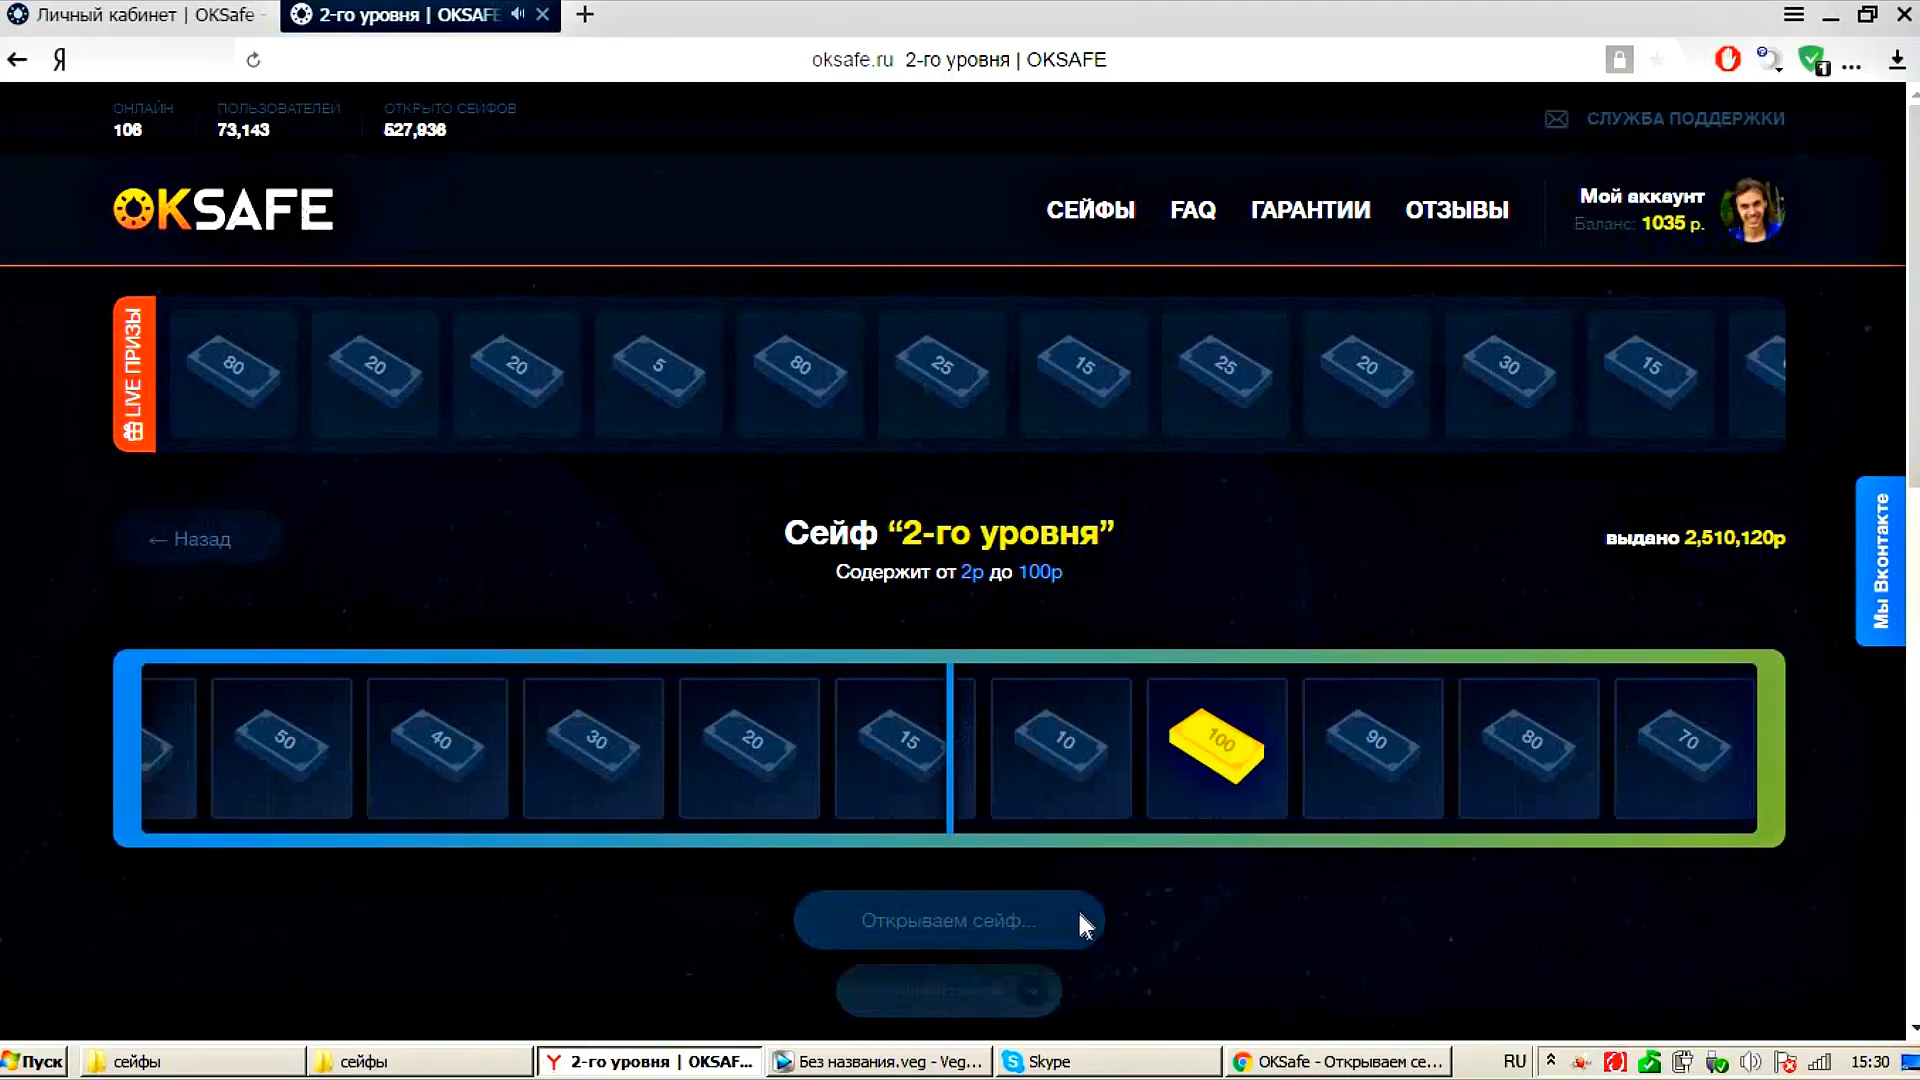 Личный кабинет | OKSafe -
2-го уровня | OKSAFE
Я
oksafe.ru 2-го уровня | OKSAFE
1
ОНЛАЙН
106
ПОЛЬЗОВАТЕЛЕЙ
73,143
ОТКРЫТО СЕЙФОВ
527,936
СЛУЖБА ПОДДЕРЖКИ
OKSAFE
СЕЙФЫ
FAQ
ГАРАНТИИ
ОТЗЫВЫ
Мой аккаунт
Баланс: 1035 р.
LIVE ПРИЗЫ
80 20 20 5 80 25 15 25 20 30 15
← Назад
Сейф “2-го уровня”
Содержит от 2р до 100р
выдано 2,510,120р
Мы Вконтакте
50 40 30 20 15 10 100 90 80 70
Открываем сейф...
Пуск
сейфы
сейфы
2-го уровня | OKSAF...
Без названия.veg - Veg...
Skype
OKSafe - Открываем се...
RU
15:30